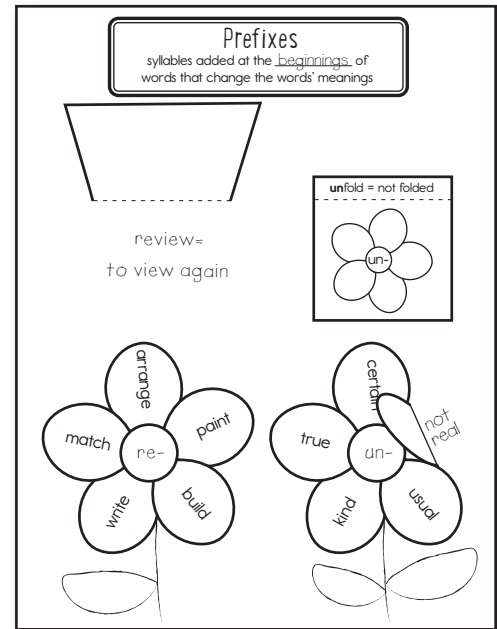 Prefixes
syllables added at the beginnings of
words that change the words' meanings
unfold = not folded
un-
review=
to view again
arrange
paint
build
write
match
re-
certain
not
real
usual
kind
true
un-